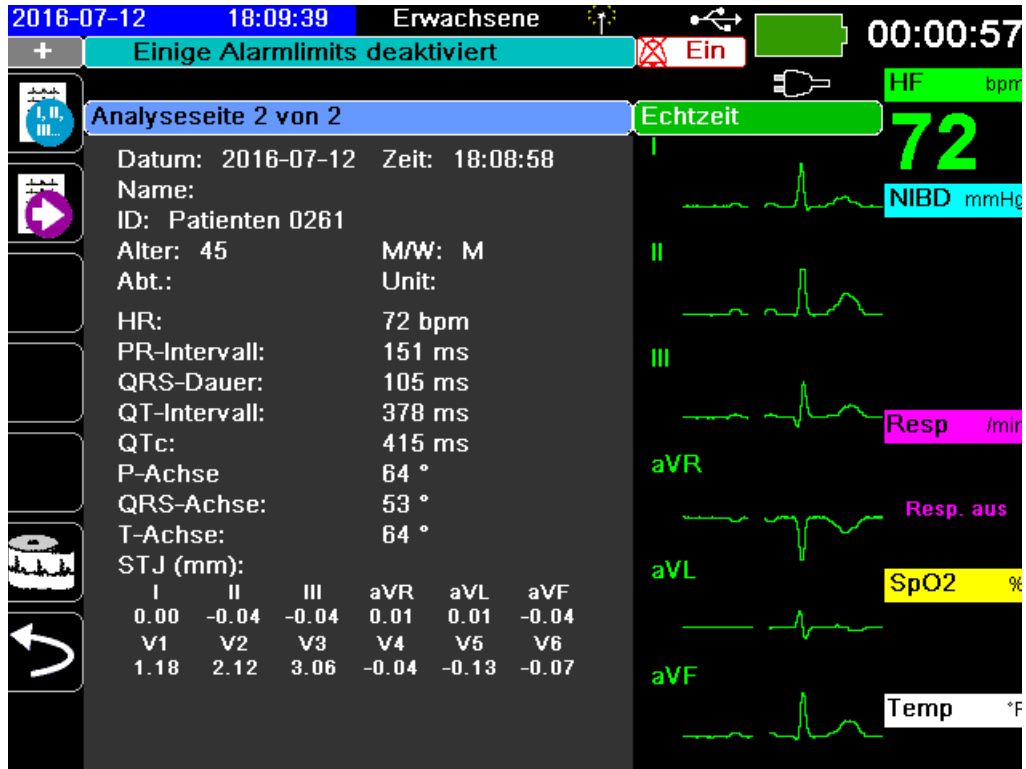 2016-07-12 18:09:39 Erwachsene
00:00:57
+ Einige Alarmlimits deaktiviert Ein
I, II, III...
Analyseseite 2 von 2
Datum: 2016-07-12 Zeit: 18:08:58
Name:
ID: Patienten 0261
Alter: 45 M/W: M
Abt.: Unit:
HR: 72 bpm
PR-Intervall: 151 ms
QRS-Dauer: 105 ms
QT-Intervall: 378 ms
QTc: 415 ms
P-Achse 64 °
QRS-Achse: 53 °
T-Achse: 64 °
STJ (mm):
I II III aVR aVL aVF
0.00 -0.04 -0.04 0.01 0.01 -0.04
V1 V2 V3 V4 V5 V6
1.18 2.12 3.06 -0.04 -0.13 -0.07
Echtzeit
I
II
III
aVR
aVL
aVF
HF bpm
72
NIBD mmHg
Resp /min
Resp. aus
SpO2 %
Temp °F